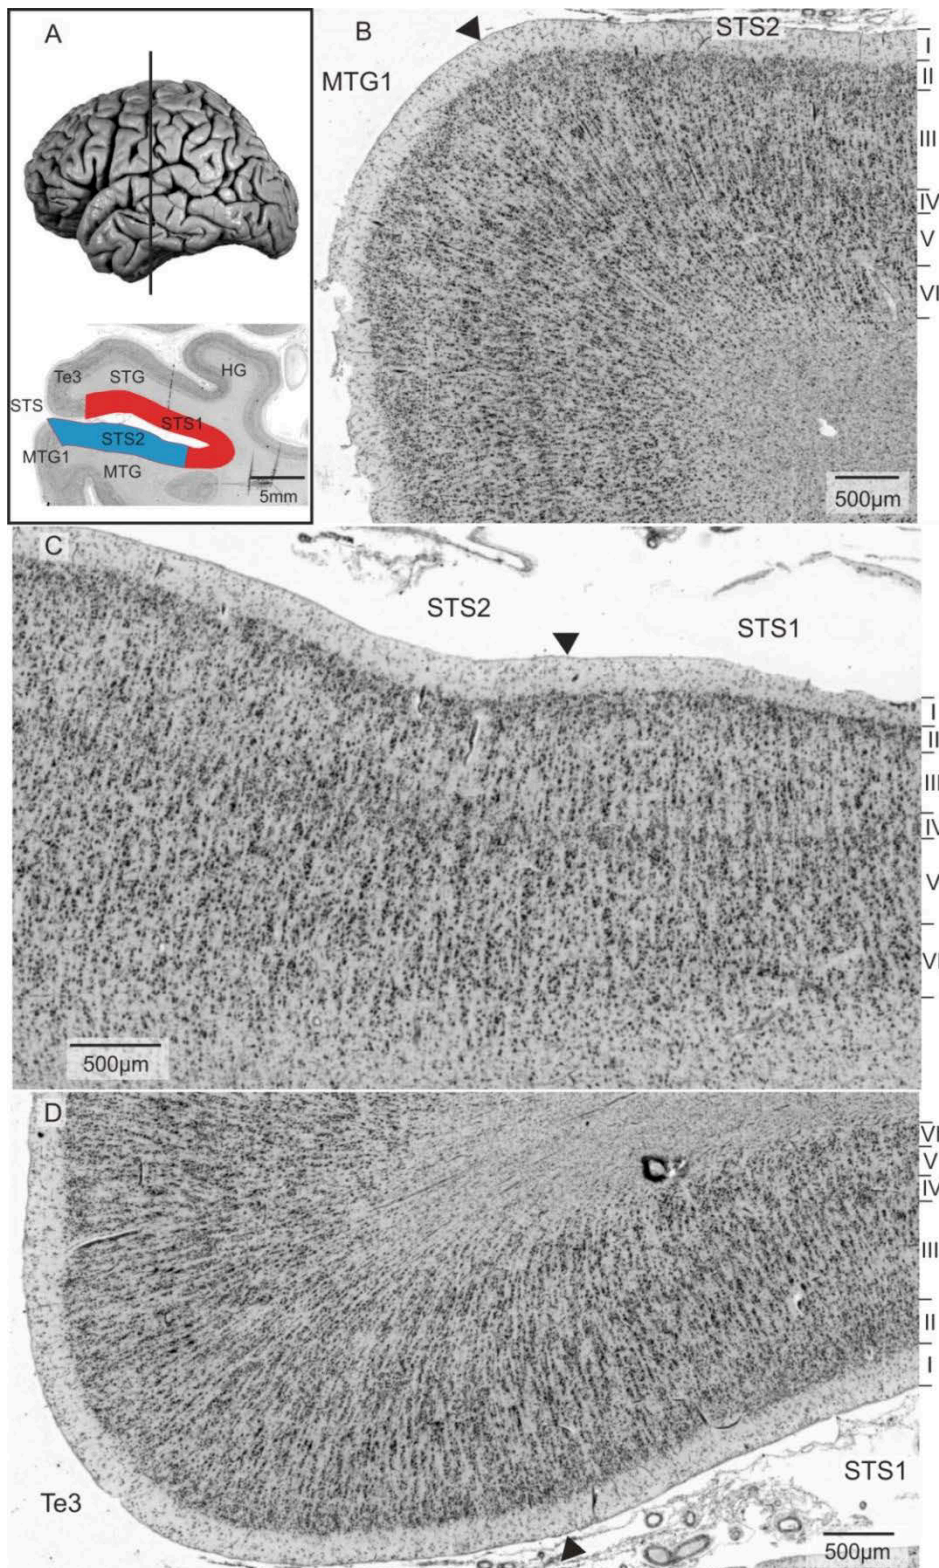 A
Te3
STG
HG
STS
STS1
STS2
MTG1
MTG
5mm
B
STS2
MTG1
I
II
III
IV
V
VI
500µm
C
STS2
STS1
I
II
III
IV
V
VI
500µm
D
VI
V
IV
III
II
I
Te3
STS1
500µm